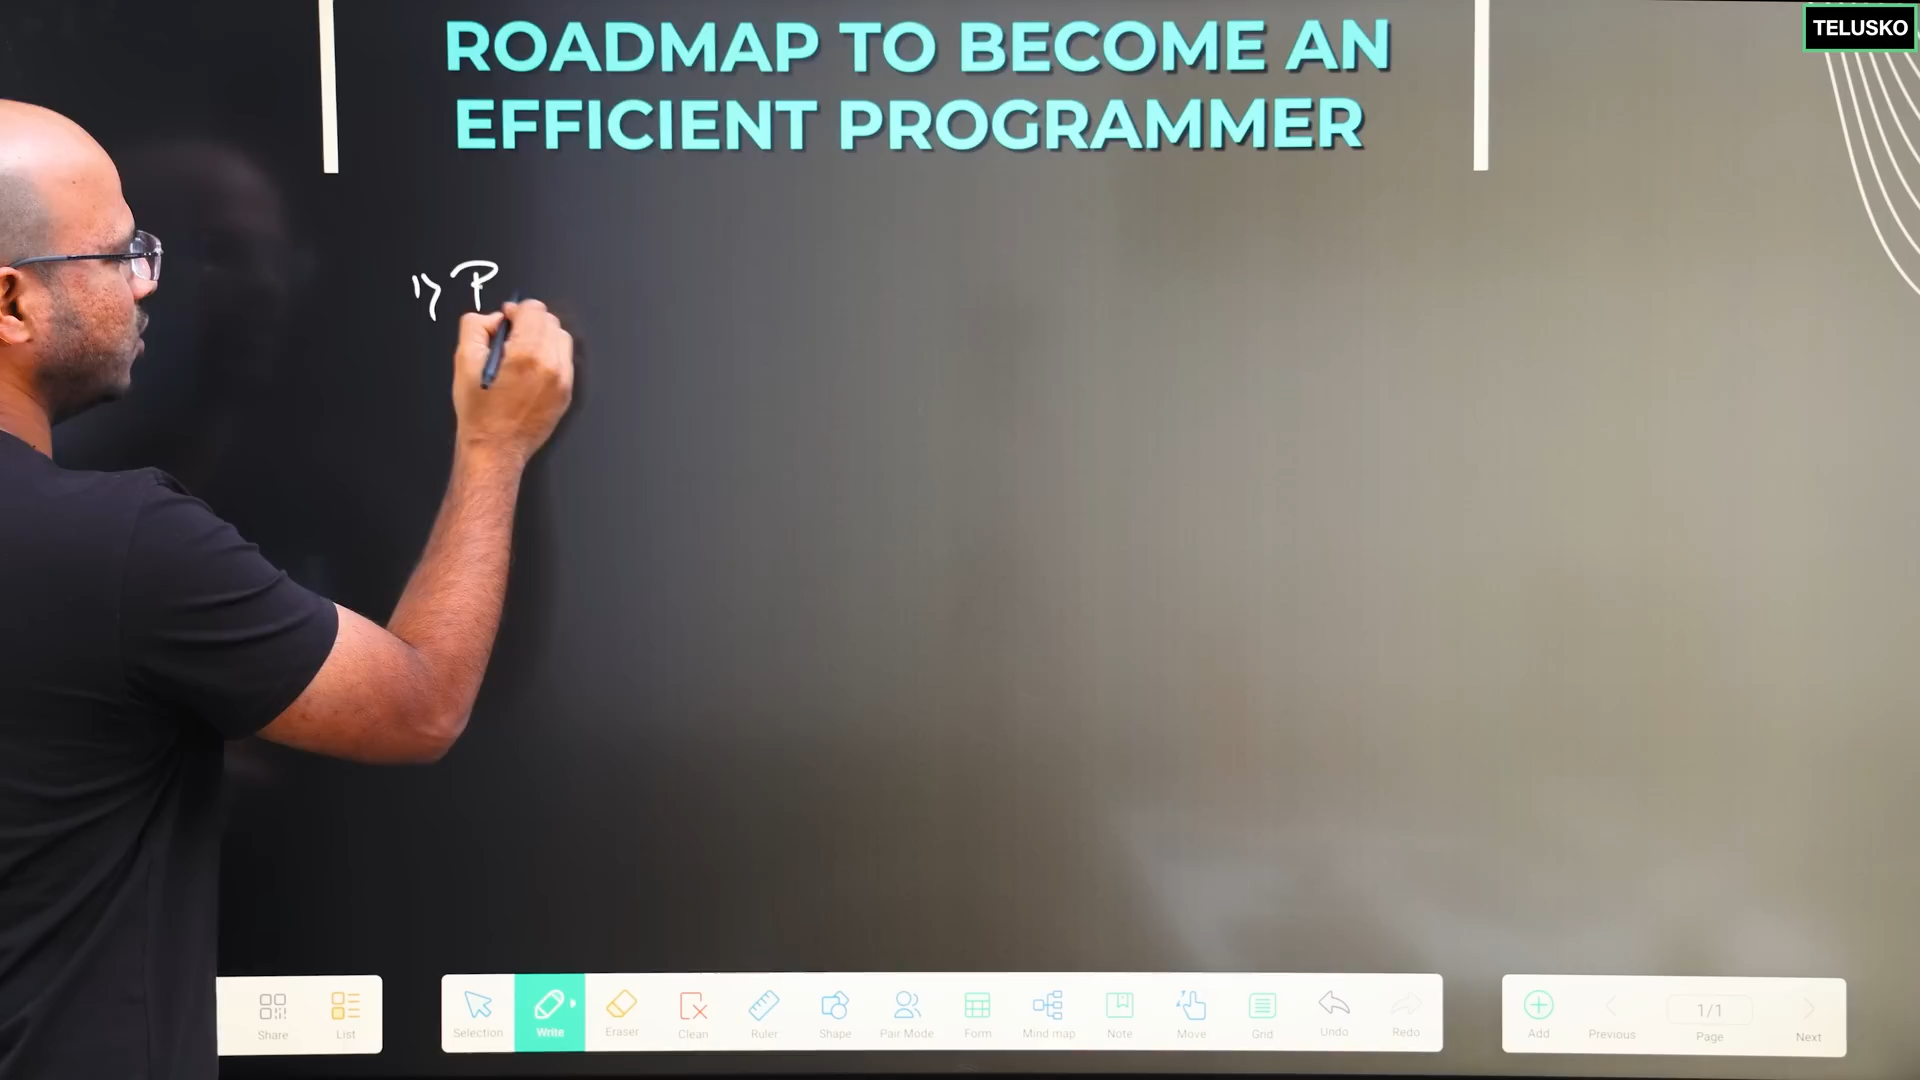 TELUSKO
ROADMAP TO BECOME AN
EFFICIENT PROGRAMMER
1) P
Share
List
Selection
Write
Eraser
Clean
Ruler
Shape
Pair Mode
Form
Mind map
Note
Move
Grid
Undo
Redo
Add
Previous
1/1
Page
Next